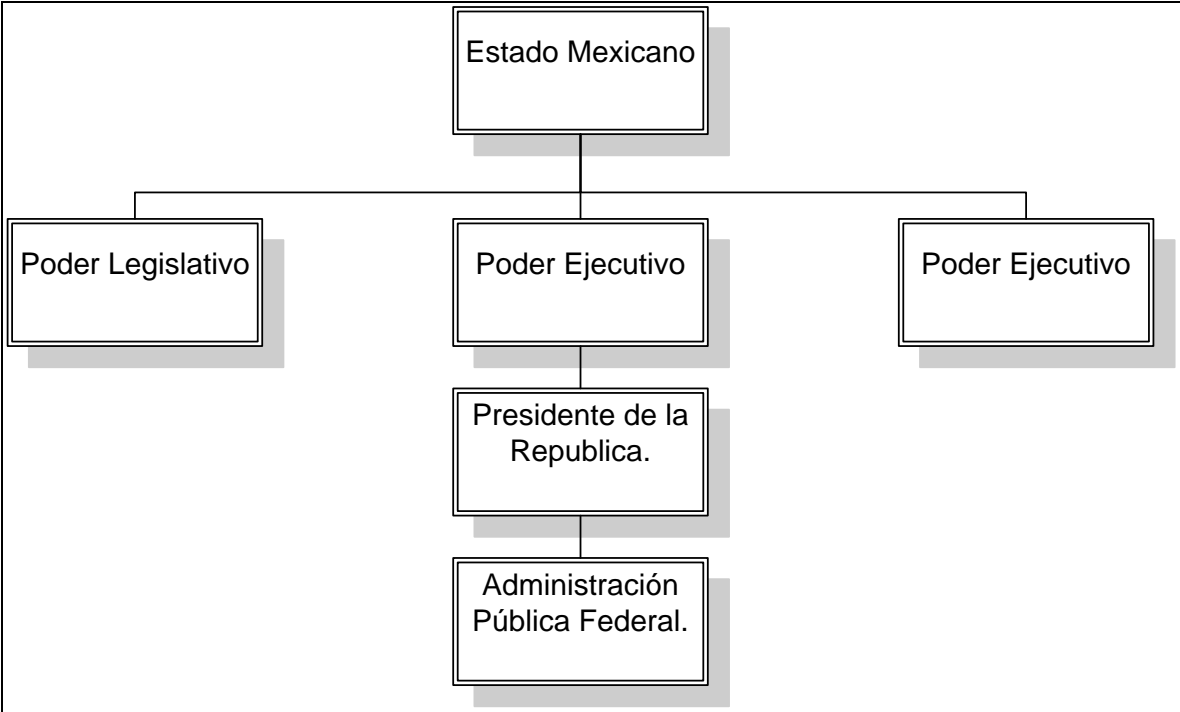 Estado Mexicano
Poder Legislativo
Poder Ejecutivo
Poder Ejecutivo
Presidente de la
Republica.
Administración
Pública Federal.